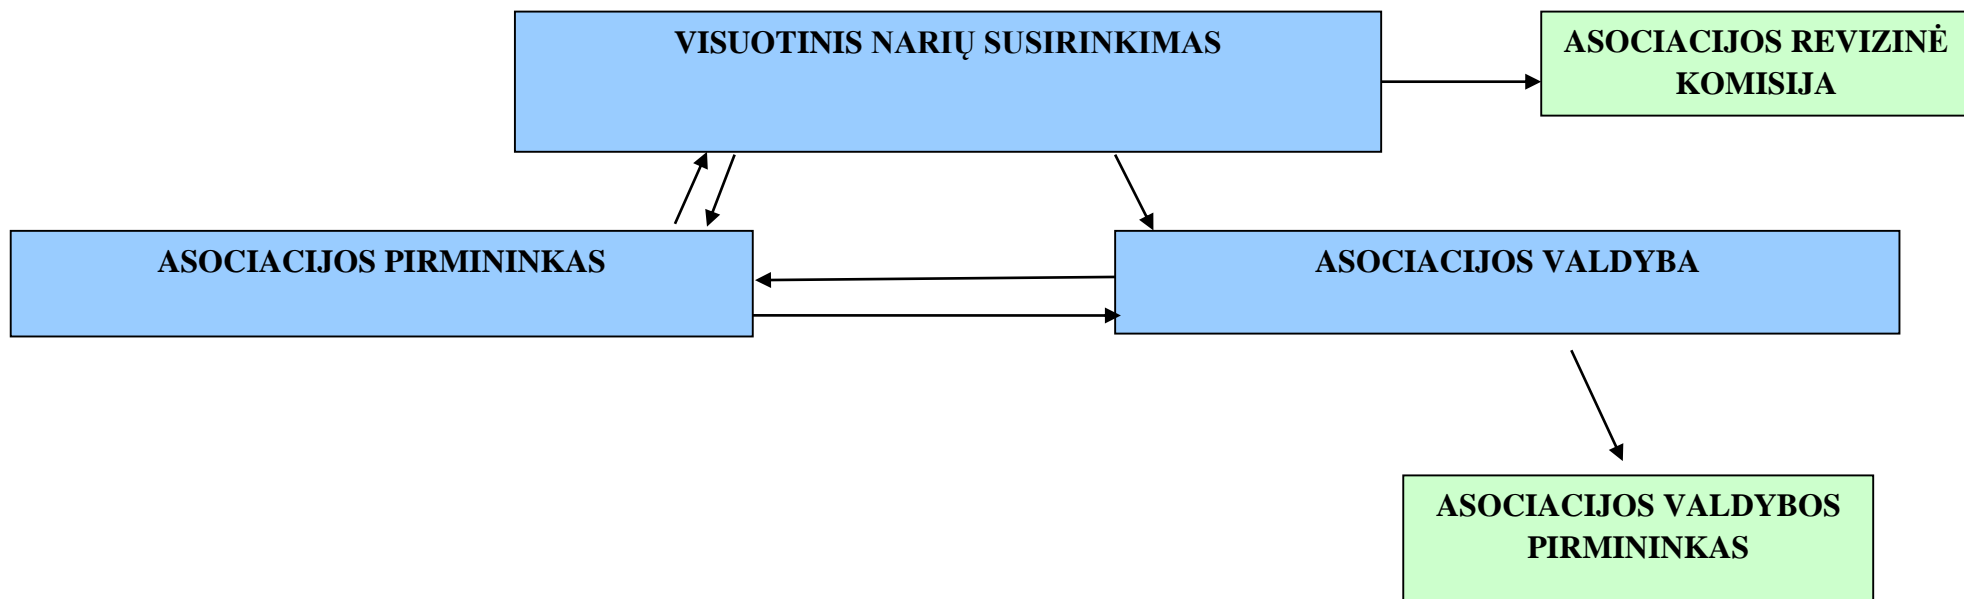 VISUOTINIS NARIŲ SUSIRINKIMAS
ASOCIACIJOS REVIZINĖ
KOMISIJA
ASOCIACIJOS PIRMININKAS
ASOCIACIJOS VALDYBA
ASOCIACIJOS VALDYBOS
PIRMININKAS